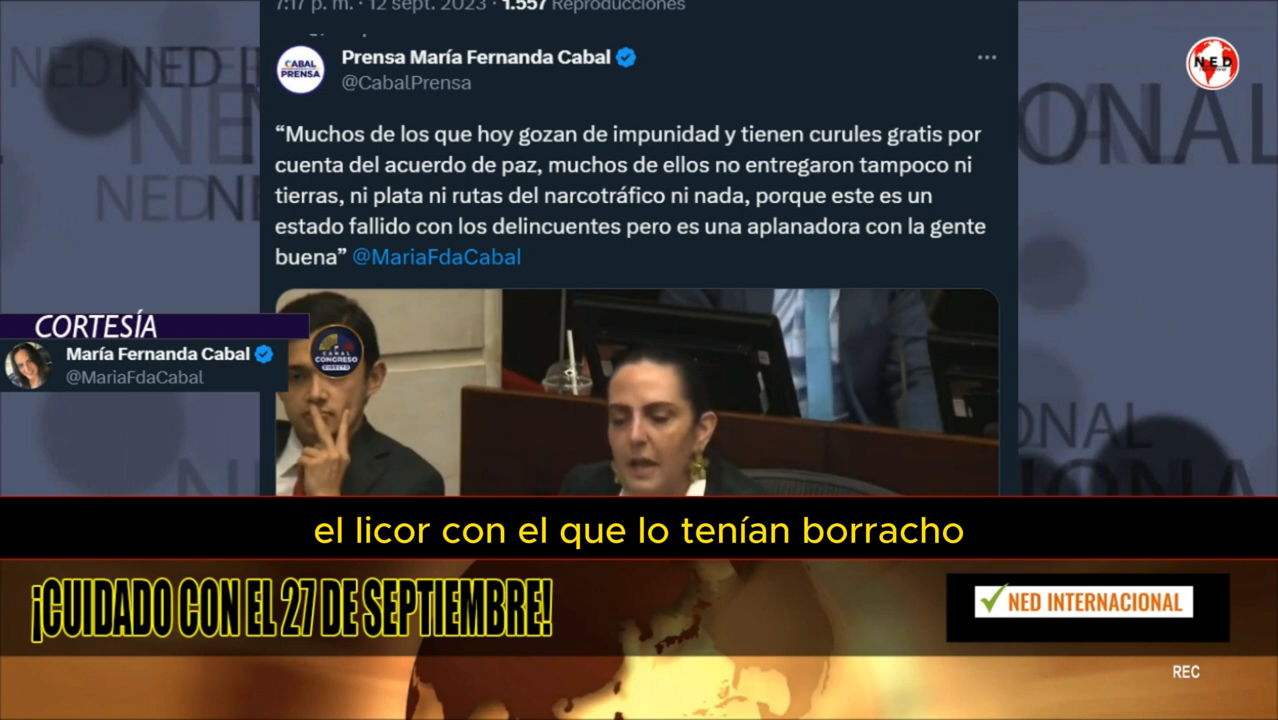 7:17 p. m. · 12 sept. 2023 · 1.557 Reproducciones
CABAL
PRENSA
Prensa María Fernanda Cabal
@CabalPrensa
“Muchos de los que hoy gozan de impunidad y tienen curules gratis por
cuenta del acuerdo de paz, muchos de ellos no entregaron tampoco ni
tierras, ni plata ni rutas del narcotráfico ni nada, porque este es un
estado fallido con los delincuentes pero es una aplanadora con la gente
buena” @MariaFdaCabal
NED
CORTESÍA
María Fernanda Cabal
@MariaFdaCabal
CANAL
CONGRESO
DIRECTO
el licor con el que lo tenían borracho
¡CUIDADO CON EL 27 DE SEPTIEMBRE!
NED INTERNACIONAL
REC